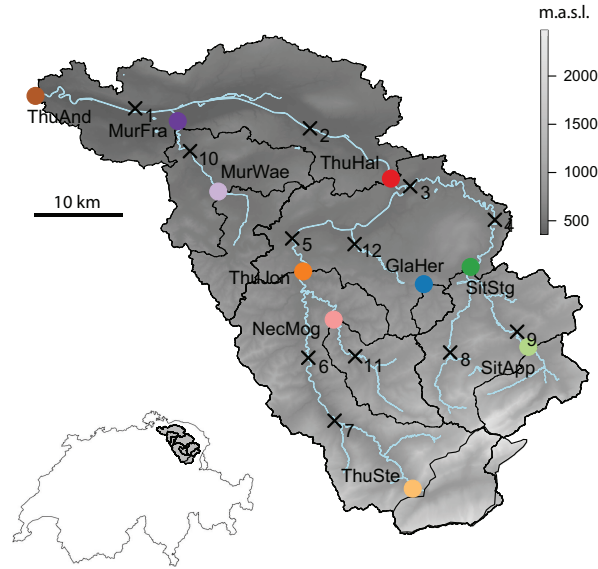 m.a.s.l.
2000
1500
1000
500
ThuAnd
1
MurFra
2
10
MurWae
ThuHal
3
4
10 km
5
12
ThuJon
GlaHer
SitStg
NecMog
9
6
11
8
SitApp
7
ThuSte